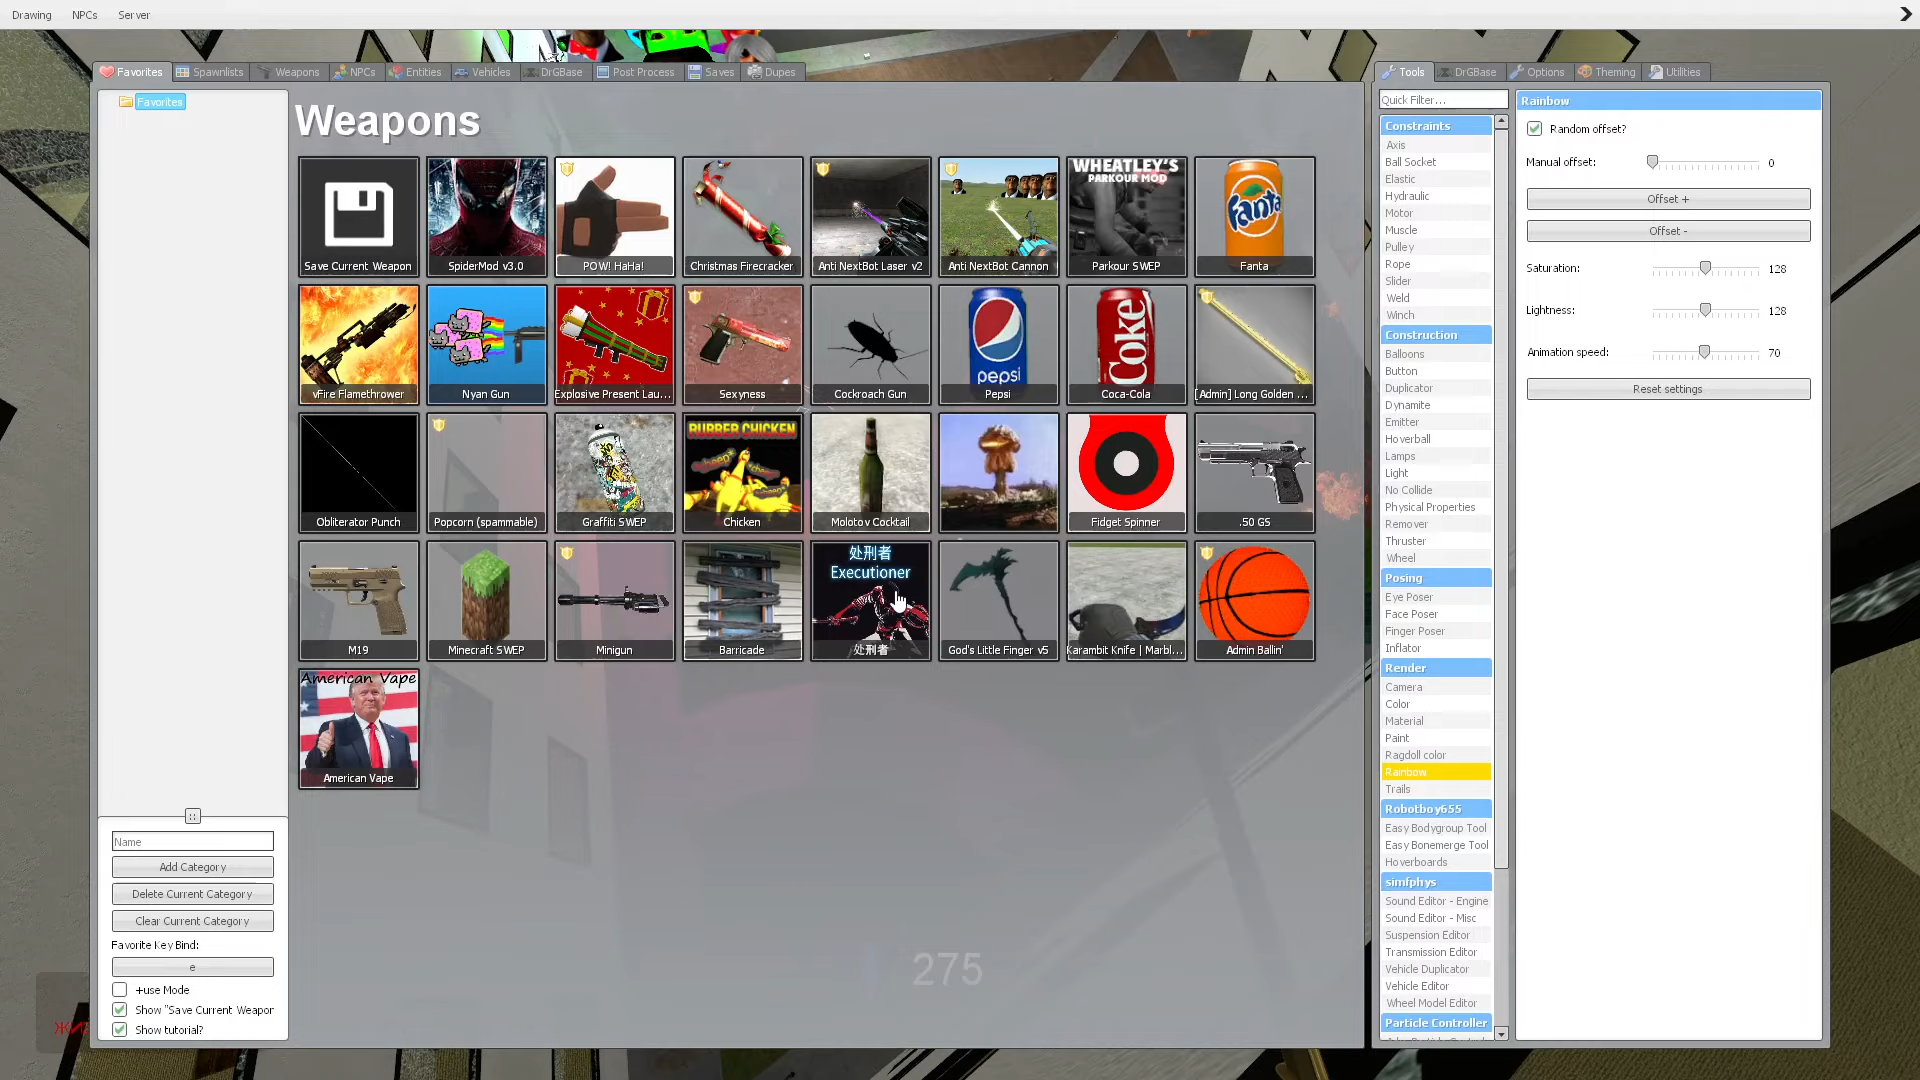 Drawing NPCs Server
Favorites Spawnlists Weapons NPCs Entities Vehicles DrGBase Post Process Saves Dupes
Tools DrGBase Options Theming Utilities
Favorites
Weapons
Save Current Weapon
SpiderMod v3.0
POW! HaHa!
Christmas Firecracker
Anti NextBot Laser v2
Anti NextBot Cannon
WHEATLEY'S
PARKOUR MOD
Parkour SWEP
Fanta
Fanta
vFire Flamethrower
Nyan Gun
Explosive Present Lau...
Sexyness
Cockroach Gun
pepsi
Pepsi
Coke
Coca-Cola
[Admin] Long Golden ...
Obliterator Punch
Popcorn (spammable)
Graffiti SWEP
RUBBER CHICKEN
Chicken
Molotov Cocktail
Fidget Spinner
.50 GS
M19
Minecraft SWEP
Minigun
Barricade
处刑者
Executioner
处刑者
God's Little Finger v5
Karambit Knife | Marbl...
Admin Ballin'
American Vape
American Vape
275
Name
Add Category
Delete Current Category
Clear Current Category
Favorite Key Bind:
e
+use Mode
Show "Save Current Weapor
Show tutorial?
Quick Filter...
Constraints
Axis
Ball Socket
Elastic
Hydraulic
Motor
Muscle
Pulley
Rope
Slider
Weld
Winch
Construction
Balloons
Button
Duplicator
Dynamite
Emitter
Hoverball
Lamps
Light
No Collide
Physical Properties
Remover
Thruster
Wheel
Posing
Eye Poser
Face Poser
Finger Poser
Inflator
Render
Camera
Color
Material
Paint
Ragdoll color
Rainbow
Trails
Robotboy655
Easy Bodygroup Tool
Easy Bonemerge Tool
Hoverboards
simfphys
Sound Editor - Engine
Sound Editor - Misc
Suspension Editor
Transmission Editor
Vehicle Duplicator
Vehicle Editor
Wheel Model Editor
Particle Controller
Rainbow
Random offset?
Manual offset: 0
Offset +
Offset -
Saturation: 128
Lightness: 128
Animation speed: 70
Reset settings